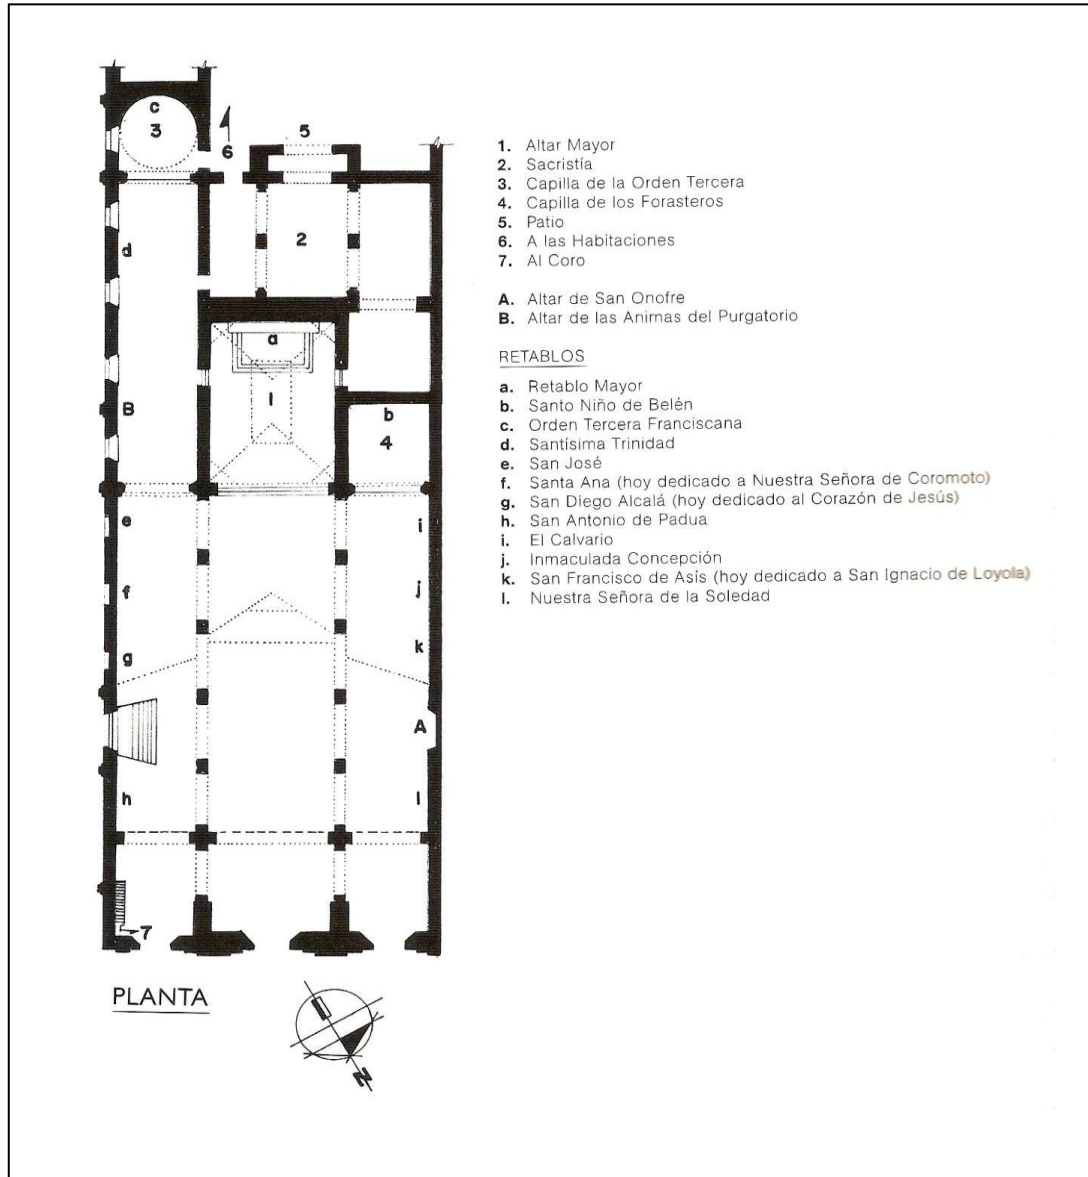 c
3
5
6
2
d
a
1
B
b
4
e
i
f
j
g
k
A
h
l
7
PLANTA
N
1. Altar Mayor
2. Sacristía
3. Capilla de la Orden Tercera
4. Capilla de los Forasteros
5. Patio
6. A las Habitaciones
7. Al Coro
A. Altar de San Onofre
B. Altar de las Animas del Purgatorio
RETABLOS
a. Retablo Mayor
b. Santo Niño de Belén
c. Orden Tercera Franciscana
d. Santísima Trinidad
e. San José
f. Santa Ana (hoy dedicado a Nuestra Señora de Coromoto)
g. San Diego Alcalá (hoy dedicado al Corazón de Jesús)
h. San Antonio de Padua
i. El Calvario
j. Inmaculada Concepción
k. San Francisco de Asís (hoy dedicado a San Ignacio de Loyola)
l. Nuestra Señora de la Soledad